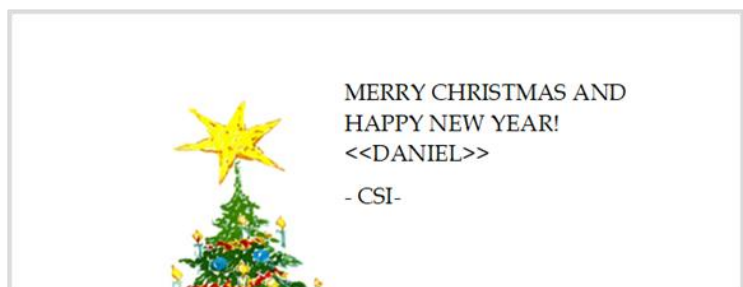 MERRY CHRISTMAS AND
HAPPY NEW YEAR!
<<DANIEL>>
- CSI-